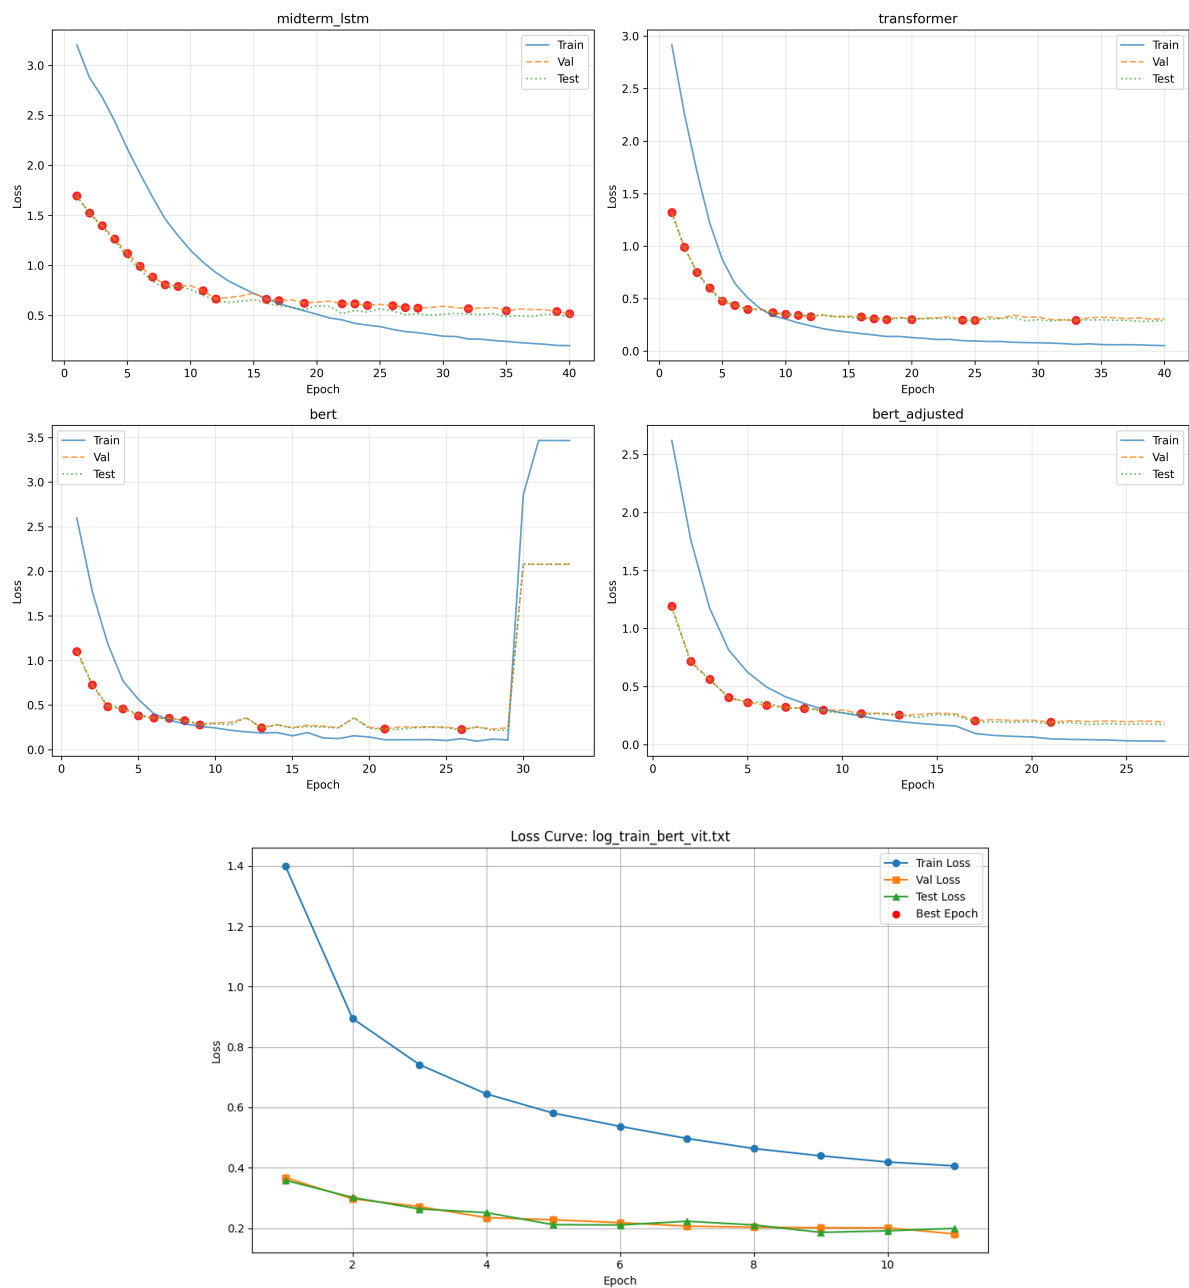 midterm_lstm
Train
Val
Test
3.0
2.5
2.0
1.5
1.0
0.5
Loss
0 5 10 15 20 25 30 35 40
Epoch
transformer
Train
Val
Test
3.0
2.5
2.0
1.5
1.0
0.5
0.0
Loss
0 5 10 15 20 25 30 35 40
Epoch
bert
Train
Val
Test
3.5
3.0
2.5
2.0
1.5
1.0
0.5
0.0
Loss
0 5 10 15 20 25 30
Epoch
bert_adjusted
Train
Val
Test
2.5
2.0
1.5
1.0
0.5
0.0
Loss
0 5 10 15 20 25
Epoch
Loss Curve: log_train_bert_vit.txt
Train Loss
Val Loss
Test Loss
Best Epoch
1.4
1.2
1.0
0.8
0.6
0.4
0.2
Loss
2 4 6 8 10
Epoch